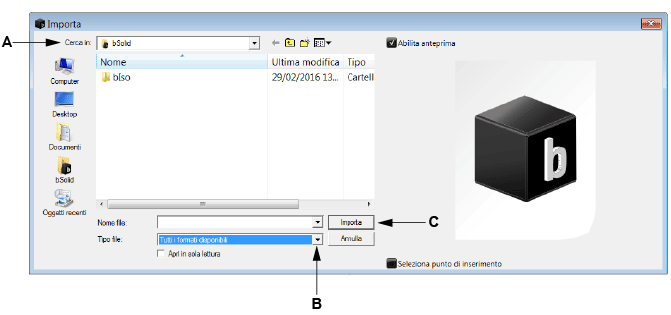 Importa
A
Cerca in:
bSolid
Abilita anteprima
Nome
Ultima modifica
Tipo
bIso
29/02/2016 13...
Cartell
Computer
Desktop
Documenti
bSolid
Oggetti recenti
b
Nome file:
Importa
C
Tipo file:
Tutti i formati disponibili
Annulla
Apri in sola lettura
Seleziona punto di inserimento
B